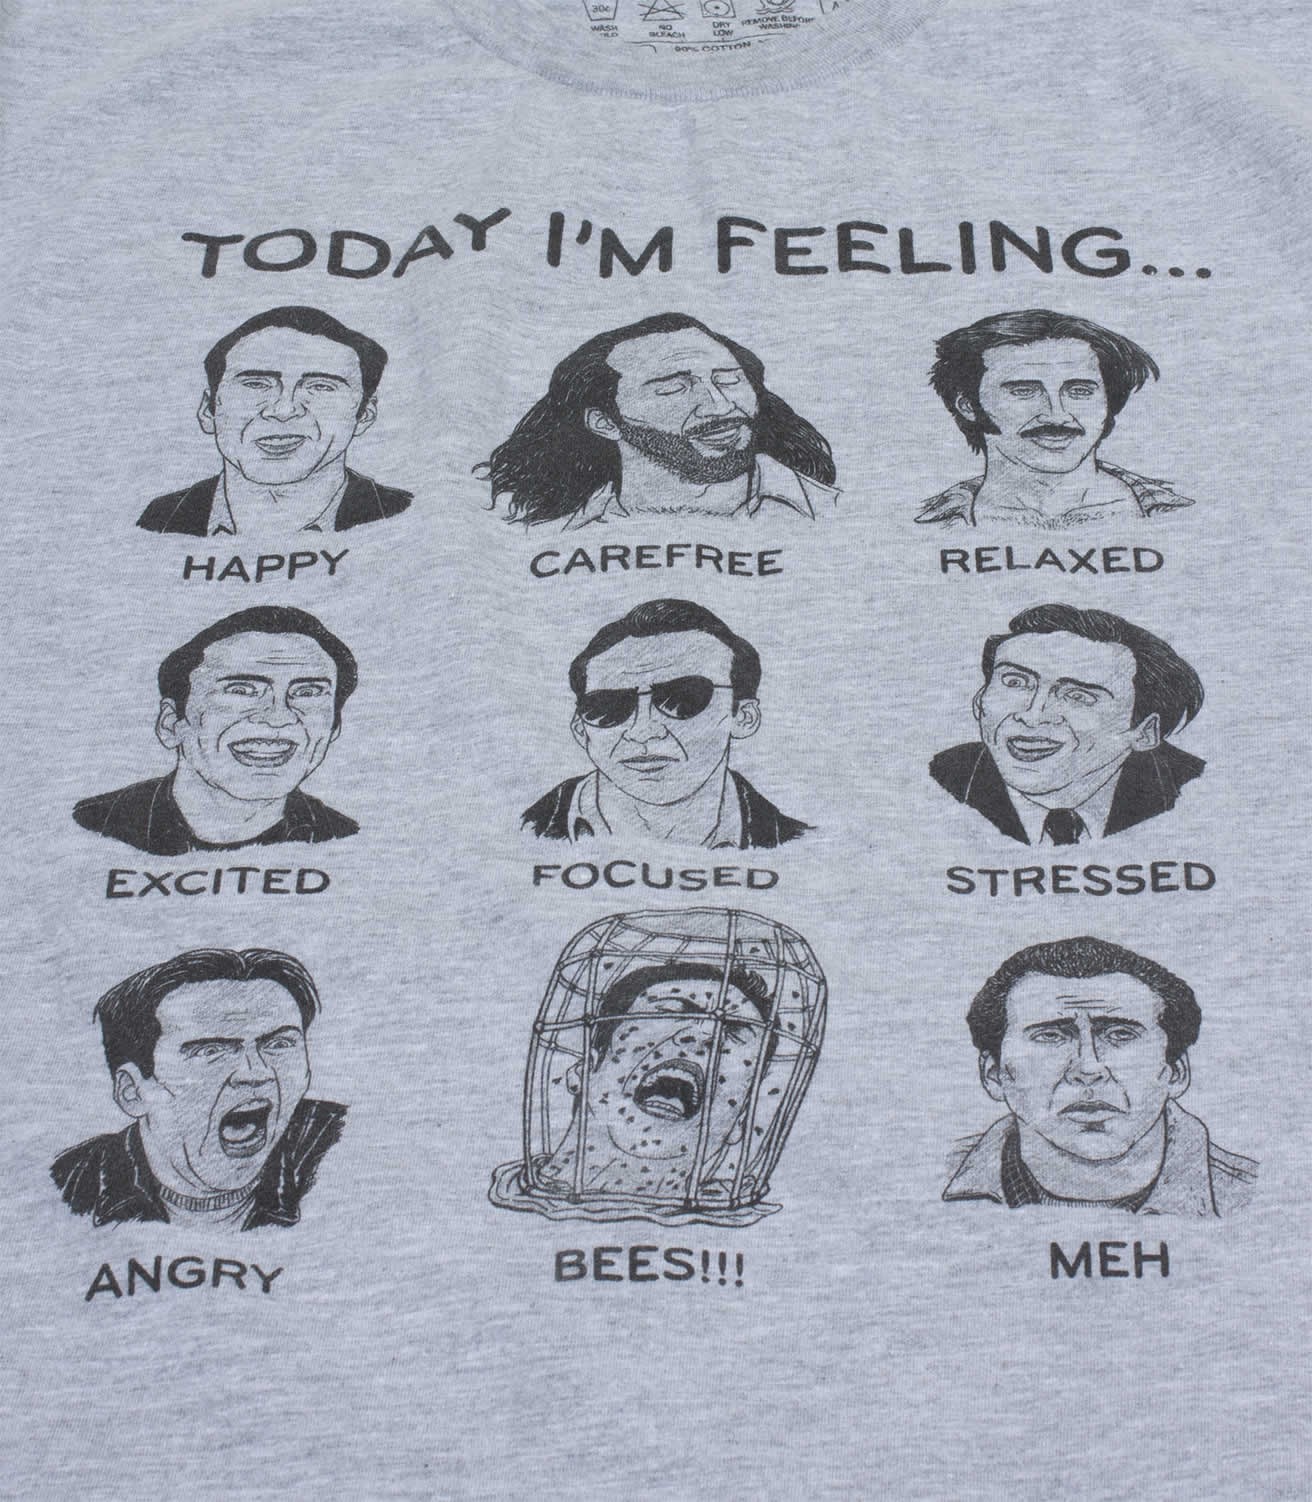 30c
WASH
NO
BLEACH
DRY
LOW
REMOVE BEFORE
WASHING
90% COTTON
TODAY I'M FEELING...
HAPPY CAREFREE RELAXED
EXCITED FOCUSED STRESSED
ANGRY BEES!!! MEH